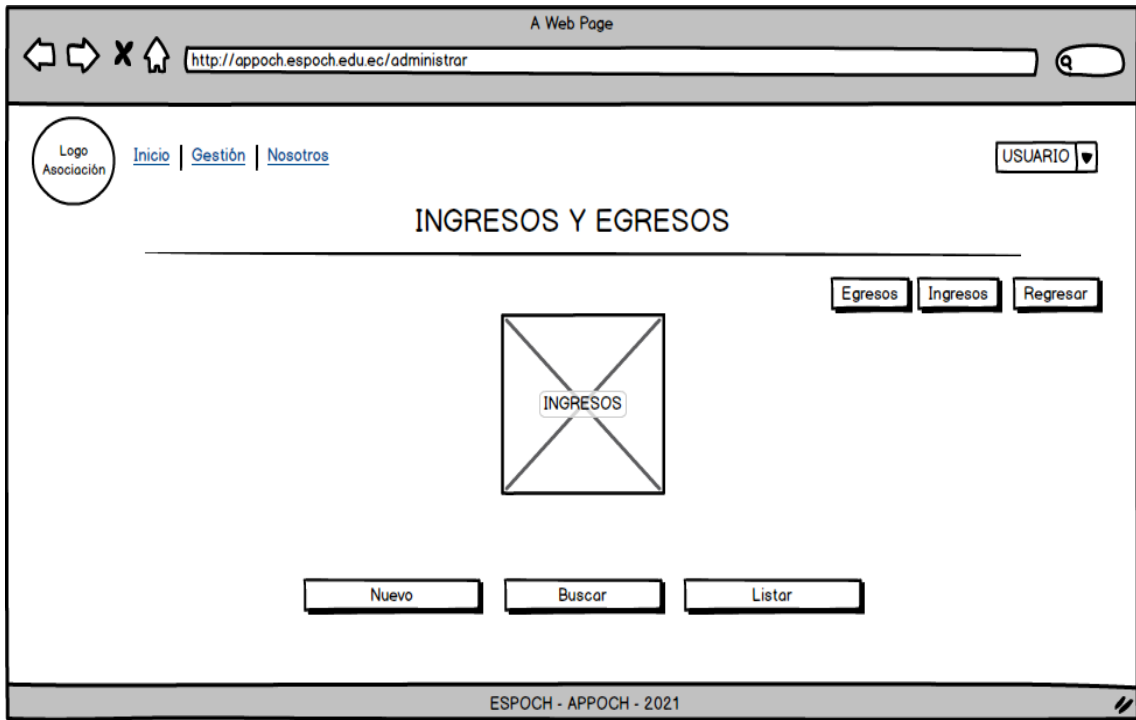 A Web Page
http://appoch.espoch.edu.ec/administrar
Logo
Asociación
Inicio | Gestión | Nosotros
USUARIO
INGRESOS Y EGRESOS
Egresos Ingresos Regresar
INGRESOS
Nuevo Buscar Listar
ESPOCH - APPOCH - 2021